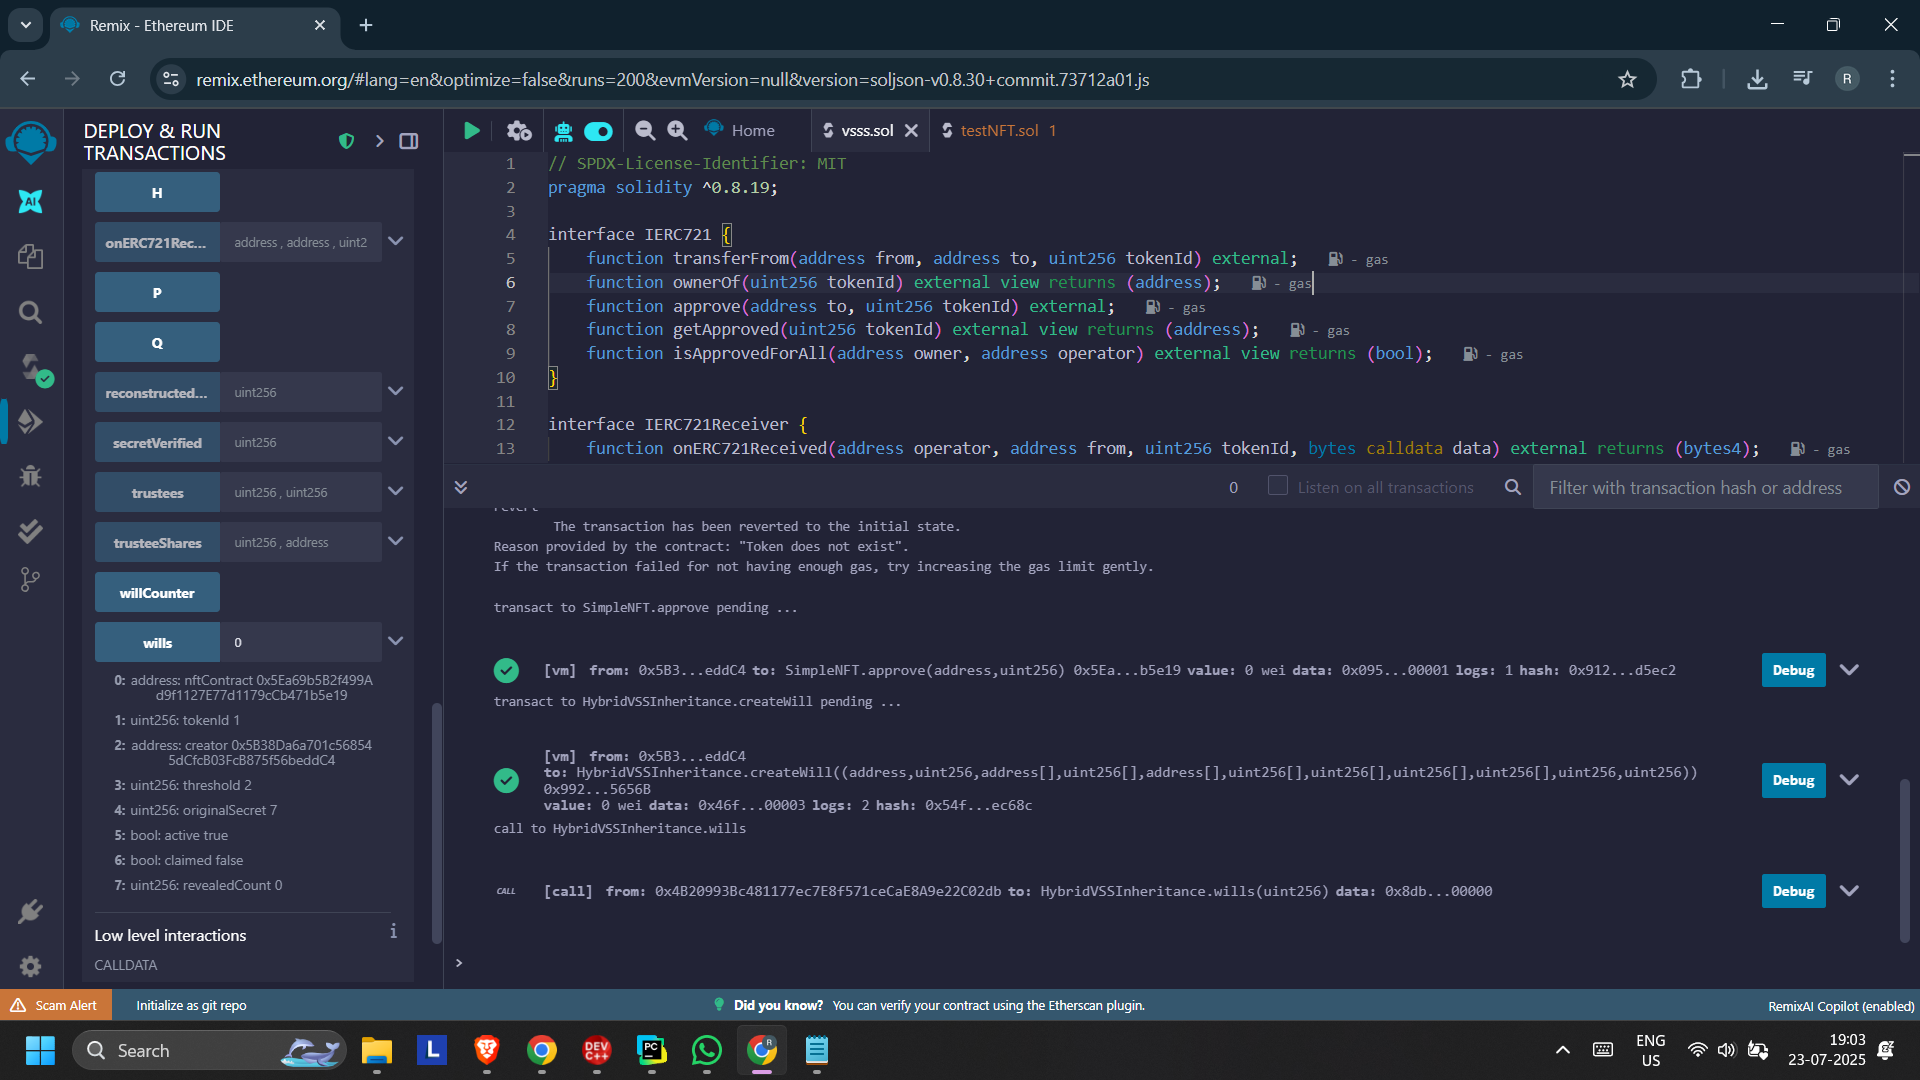 Remix - Ethereum IDE
remix.ethereum.org/#lang=en&optimize=false&runs=200&evmVersion=null&version=soljson-v0.8.30+commit.73712a01.js
R
DEPLOY & RUN
TRANSACTIONS
Home
vsss.sol
testNFT.sol 1
H
onERC721Rec... address , address , uint2
P
Q
reconstructed... uint256
secretVerified uint256
trustees uint256 , uint256
trusteeShares uint256 , address
willCounter
wills 0
0: address: nftContract 0x5Ea69b5B2f499A
d9f1127E77d1179cCb471b5e19
1: uint256: tokenId 1
2: address: creator 0x5B38Da6a701c56854
5dCfcB03FcB875f56beddC4
3: uint256: threshold 2
4: uint256: originalSecret 7
5: bool: active true
6: bool: claimed false
7: uint256: revealedCount 0
Low level interactions
i
CALLDATA
AI
1 // SPDX-License-Identifier: MIT
2 pragma solidity ^0.8.19;
3
4 interface IERC721 {
5 function transferFrom(address from, address to, uint256 tokenId) external; - gas
6 function ownerOf(uint256 tokenId) external view returns (address); - gas
7 function approve(address to, uint256 tokenId) external; - gas
8 function getApproved(uint256 tokenId) external view returns (address); - gas
9 function isApprovedForAll(address owner, address operator) external view returns (bool); - gas
10 }
11
12 interface IERC721Receiver {
13 function onERC721Received(address operator, address from, uint256 tokenId, bytes calldata data) external returns (bytes4); - gas
0 Listen on all transactions Filter with transaction hash or address
revert
The transaction has been reverted to the initial state.
Reason provided by the contract: "Token does not exist".
If the transaction failed for not having enough gas, try increasing the gas limit gently.
transact to SimpleNFT.approve pending ...
[vm] from: 0x5B3...eddC4 to: SimpleNFT.approve(address,uint256) 0x5Ea...b5e19 value: 0 wei data: 0x095...00001 logs: 1 hash: 0x912...d5ec2 Debug
transact to HybridVSSInheritance.createWill pending ...
[vm] from: 0x5B3...eddC4
to: HybridVSSInheritance.createWill((address,uint256,address[],uint256[],address[],uint256[],uint256[],uint256[],uint256[],uint256,uint256)) Debug
0x992...5656B
value: 0 wei data: 0x46f...00003 logs: 2 hash: 0x54f...ec68c
call to HybridVSSInheritance.wills
CALL [call] from: 0x4B20993Bc481177ec7E8f571ceCaE8A9e22C02db to: HybridVSSInheritance.wills(uint256) data: 0x8db...00000 Debug
>
Scam Alert Initialize as git repo Did you know? You can verify your contract using the Etherscan plugin. RemixAI Copilot (enabled)
Search
L
DEV
C++
PC
R
ENG
US
19:03
23-07-2025